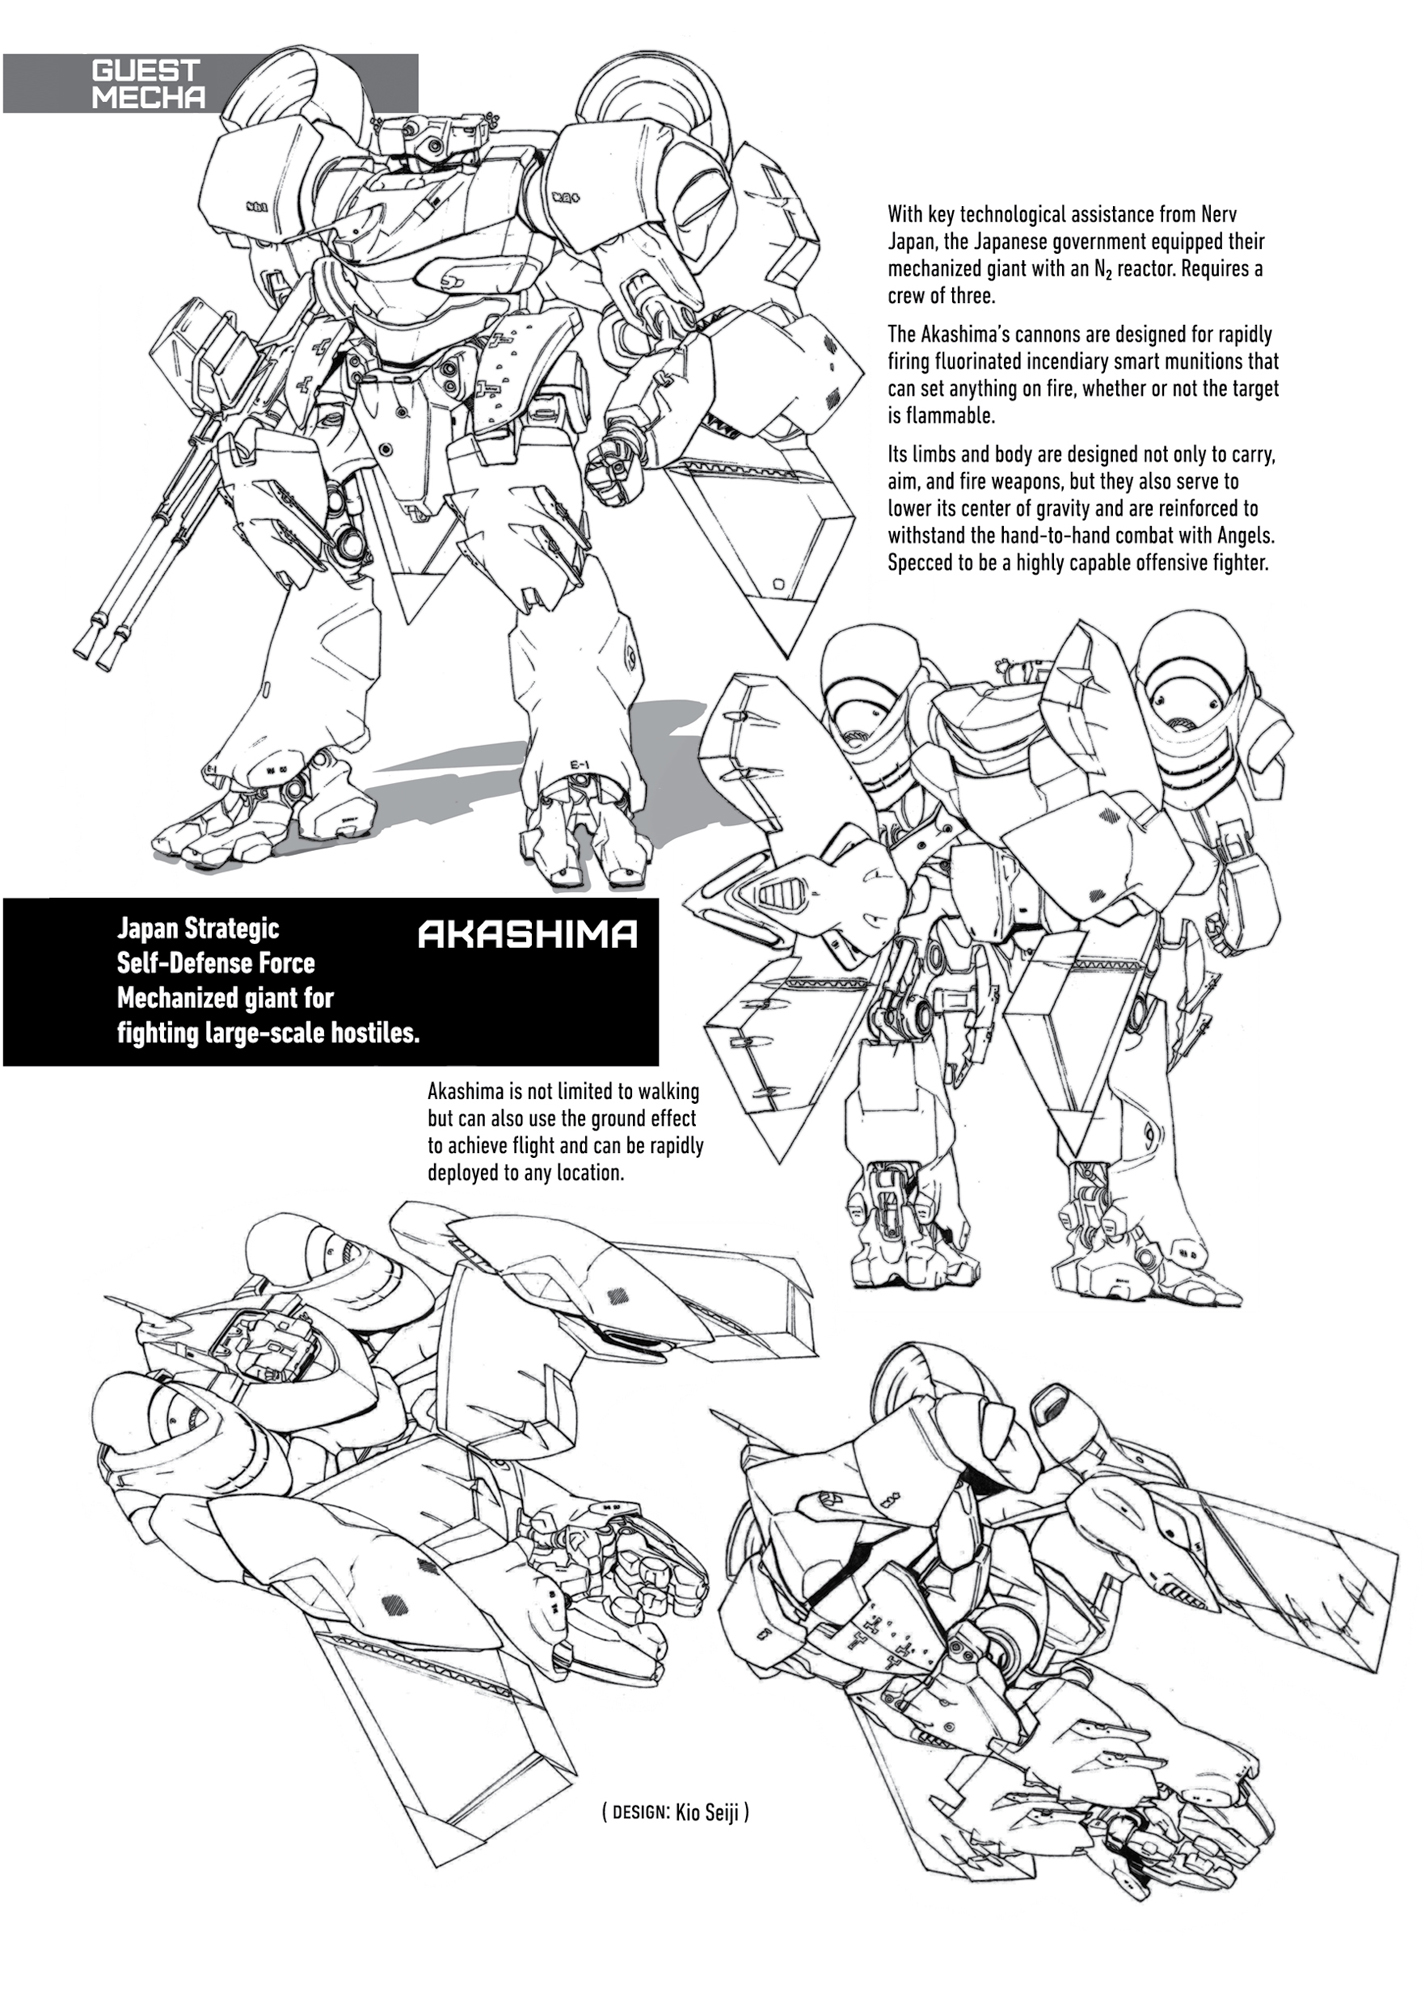 GUEST
MECHA
With key technological assistance from Nerv
Japan, the Japanese government equipped their
mechanized giant with an N₂ reactor. Requires a
crew of three.
The Akashima's cannons are designed for rapidly
firing fluorinated incendiary smart munitions that
can set anything on fire, whether or not the target
is flammable.
Its limbs and body are designed not only to carry,
aim, and fire weapons, but they also serve to
lower its center of gravity and are reinforced to
withstand the hand-to-hand combat with Angels.
Specced to be a highly capable offensive fighter.
E-1
E-1
Japan Strategic
Self-Defense Force
Mechanized giant for
fighting large-scale hostiles.
AKASHIMA
Akashima is not limited to walking
but can also use the ground effect
to achieve flight and can be rapidly
deployed to any location.
( DESIGN: Kio Seiji )